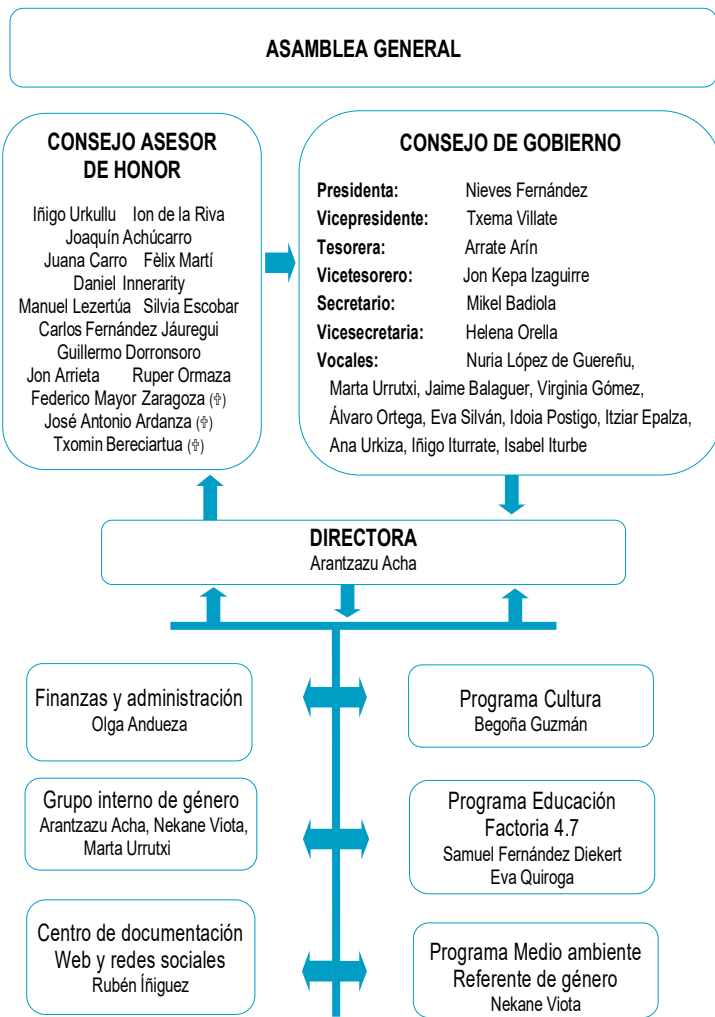 ASAMBLEA GENERAL
CONSEJO ASESOR
DE HONOR
Iñigo Urkullu Ion de la Riva
Joaquín Achúcarro
Juana Carro Fèlix Martí
Daniel Innerarity
Manuel Lezertúa Silvia Escobar
Carlos Fernández Jáuregui
Guillermo Dorronsoro
Jon Arrieta Ruper Ormaza
Federico Mayor Zaragoza (✞)
José Antonio Ardanza (✞)
Txomin Bereciartua (✞)
CONSEJO DE GOBIERNO
Presidenta: Nieves Fernández
Vicepresidente: Txema Villate
Tesorera: Arrate Arín
Vicetesorero: Jon Kepa Izaguirre
Secretario: Mikel Badiola
Vicesecretaria: Helena Orella
Vocales: Nuria López de Guereñu,
Marta Urrutxi, Jaime Balaguer, Virginia Gómez,
Álvaro Ortega, Eva Silván, Idoia Postigo, Itziar Epalza,
Ana Urkiza, Iñigo Iturrate, Isabel Iturbe
DIRECTORA
Arantzazu Acha
Finanzas y administración
Olga Andueza
Programa Cultura
Begoña Guzmán
Grupo interno de género
Arantzazu Acha, Nekane Viota,
Marta Urrutxi
Programa Educación
Factoria 4.7
Samuel Fernández Diekert
Eva Quiroga
Centro de documentación
Web y redes sociales
Rubén Íñiguez
Programa Medio ambiente
Referente de género
Nekane Viota